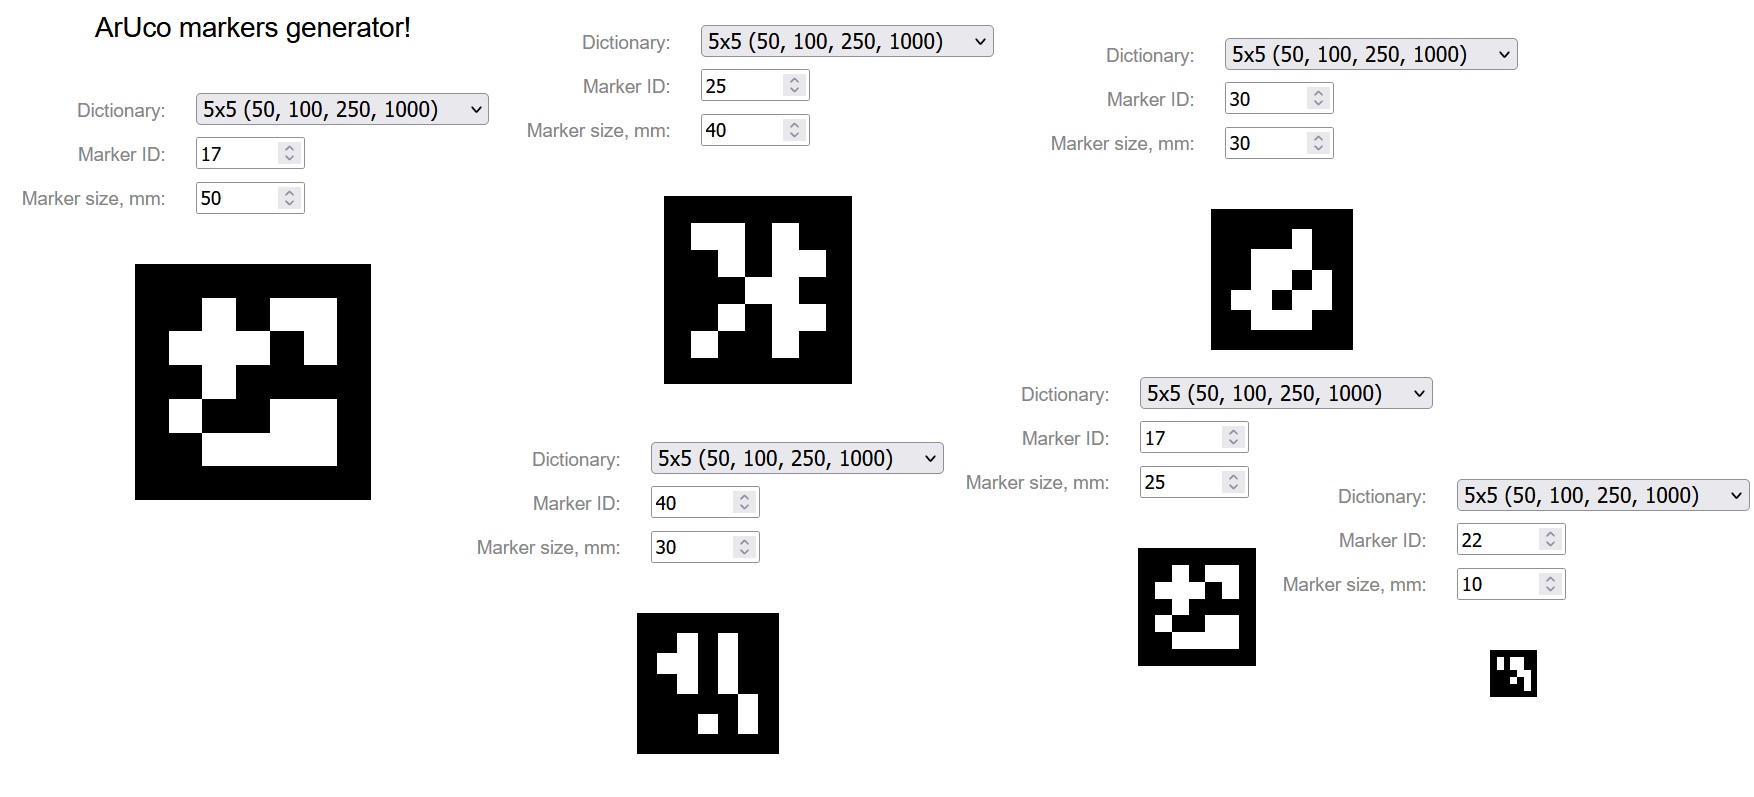 ArUco markers generator!
Dictionary: 5x5 (50, 100, 250, 1000)
Marker ID: 17
Marker size, mm: 50
Dictionary: 5x5 (50, 100, 250, 1000)
Marker ID: 25
Marker size, mm: 40
Dictionary: 5x5 (50, 100, 250, 1000)
Marker ID: 30
Marker size, mm: 30
Dictionary: 5x5 (50, 100, 250, 1000)
Marker ID: 40
Marker size, mm: 30
Dictionary: 5x5 (50, 100, 250, 1000)
Marker ID: 17
Marker size, mm: 25
Dictionary: 5x5 (50, 100, 250, 1000)
Marker ID: 22
Marker size, mm: 10